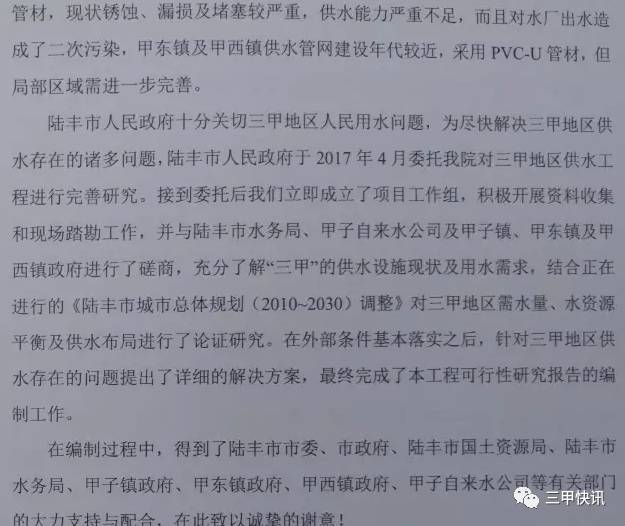 管材，现状锈蚀、漏损及堵塞较严重，供水能力严重不足，而且对水厂出水造
成了二次污染，甲东镇及甲西镇供水管网建设年代较近，采用 PVC-U 管材，但
局部区域需进一步完善。
陆丰市人民政府十分关切三甲地区人民用水问题，为尽快解决三甲地区供
水存在的诸多问题，陆丰市人民政府于 2017 年 4 月委托我院对三甲地区供水工
程进行完善研究。接到委托后我们立即成立了项目工作组，积极开展资料收集
和现场踏勘工作，并与陆丰市水务局、甲子自来水公司及甲子镇、甲东镇及甲
西镇政府进行了磋商，充分了解“三甲”的供水设施现状及用水需求，结合正在
进行的《陆丰市城市总体规划（2010~2030）调整》对三甲地区需水量、水资源
平衡及供水布局进行了论证研究。在外部条件基本落实之后，针对三甲地区供
水存在的问题提出了详细的解决方案，最终完成了本工程可行性研究报告的编
制工作。
在编制过程中，得到了陆丰市市委、市政府、陆丰市国土资源局、陆丰市
水务局、甲子镇政府、甲东镇政府、甲西镇政府、甲子自来水公司等有关部门
的大力支持与配合，在此致以诚挚的谢意！
三甲快讯